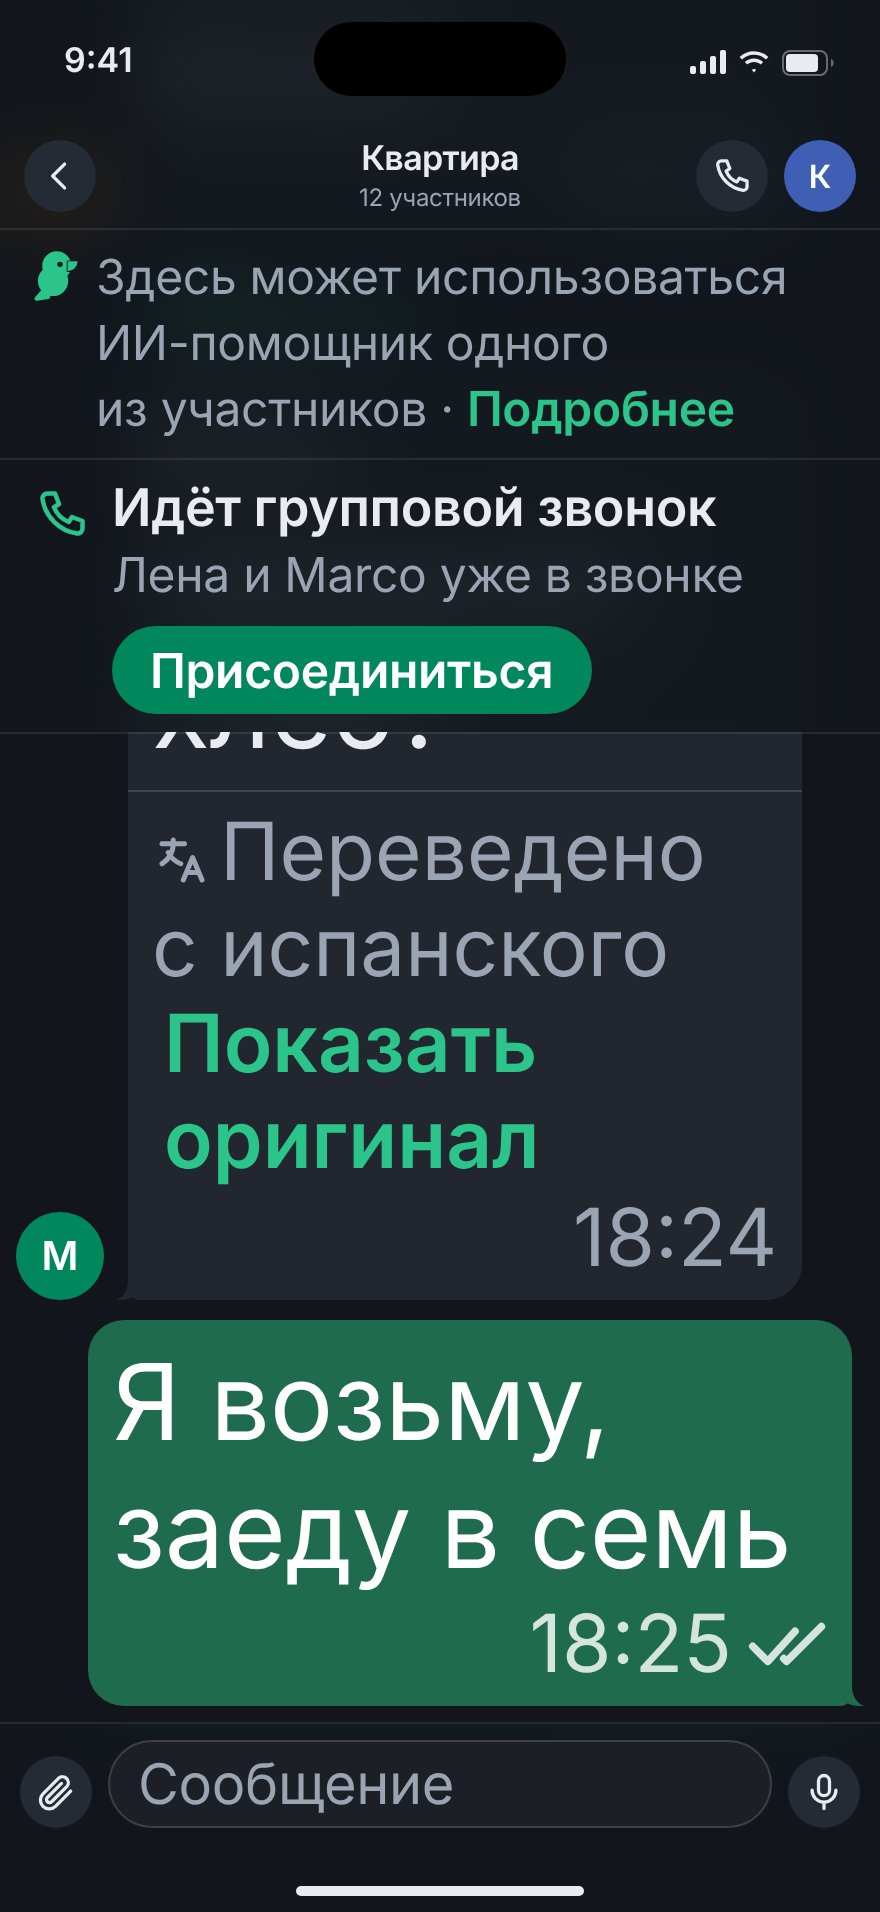 9:41
Квартира
12 участников
К
Здесь может использоваться
ИИ-помощник одного
из участников · Подробнее
Идёт групповой звонок
Лена и Marco уже в звонке
Присоединиться
хлеб?
Переведено
с испанского
Показать
оригинал
18:24
M
Я возьму,
заеду в семь
18:25
Сообщение